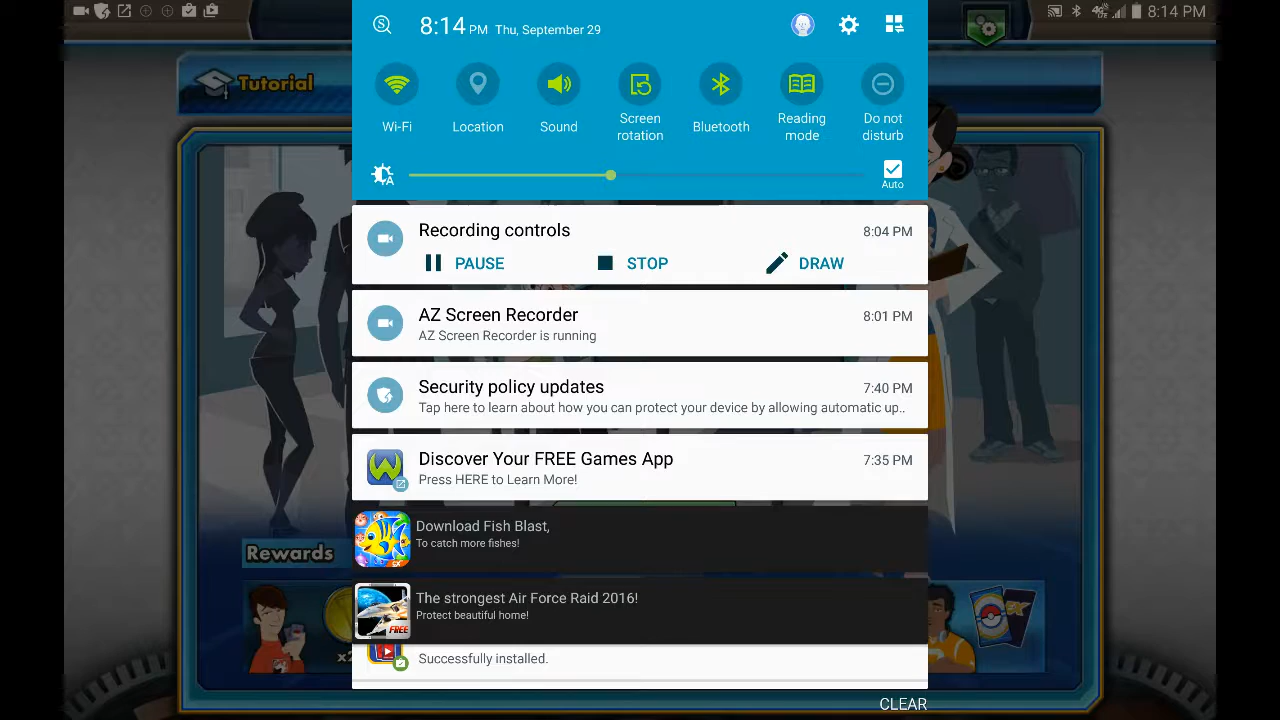 8:14 PM
8:14 PM Thu, September 29
Tutorial
Wi-Fi
Location
Sound
Screen
rotation
Bluetooth
Reading
mode
Do not
disturb
Auto
Recording controls
8:04 PM
PAUSE
STOP
DRAW
AZ Screen Recorder
8:01 PM
AZ Screen Recorder is running
Security policy updates
7:40 PM
Tap here to learn about how you can protect your device by allowing automatic up..
Discover Your FREE Games App
7:35 PM
Press HERE to Learn More!
Download Fish Blast,
To catch more fishes!
Rewards
The strongest Air Force Raid 2016!
Protect beautiful home!
FREE
Successfully installed.
CLEAR